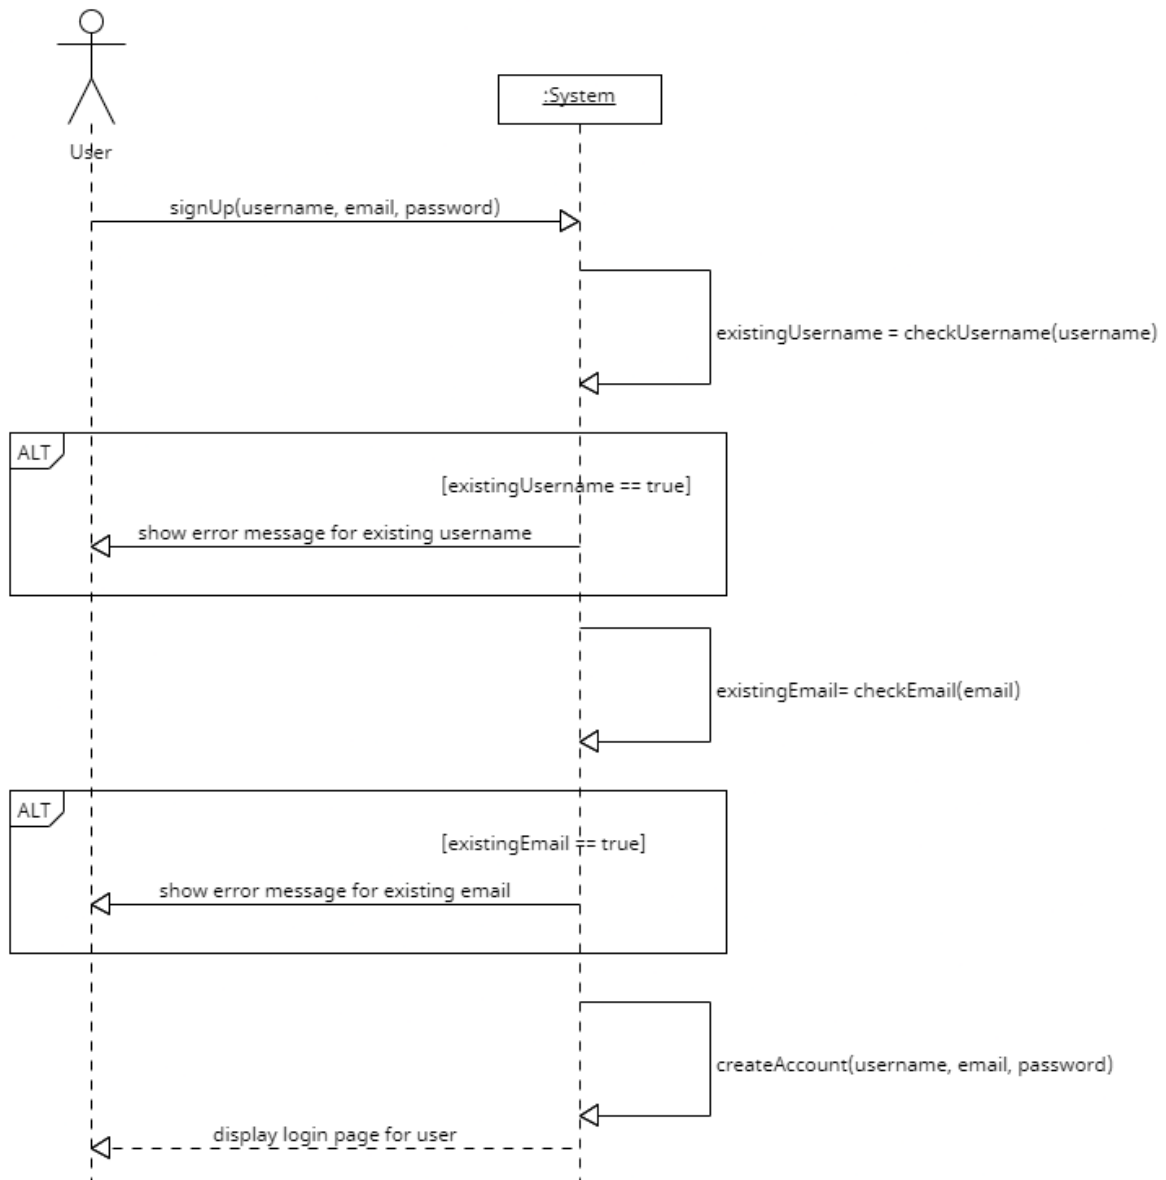 :System
User
signUp(username, email, password)
existingUsername = checkUsername(username)
ALT
[existingUsername == true]
show error message for existing username
existingEmail= checkEmail(email)
ALT
[existingEmail == true]
show error message for existing email
createAccount(username, email, password)
display login page for user